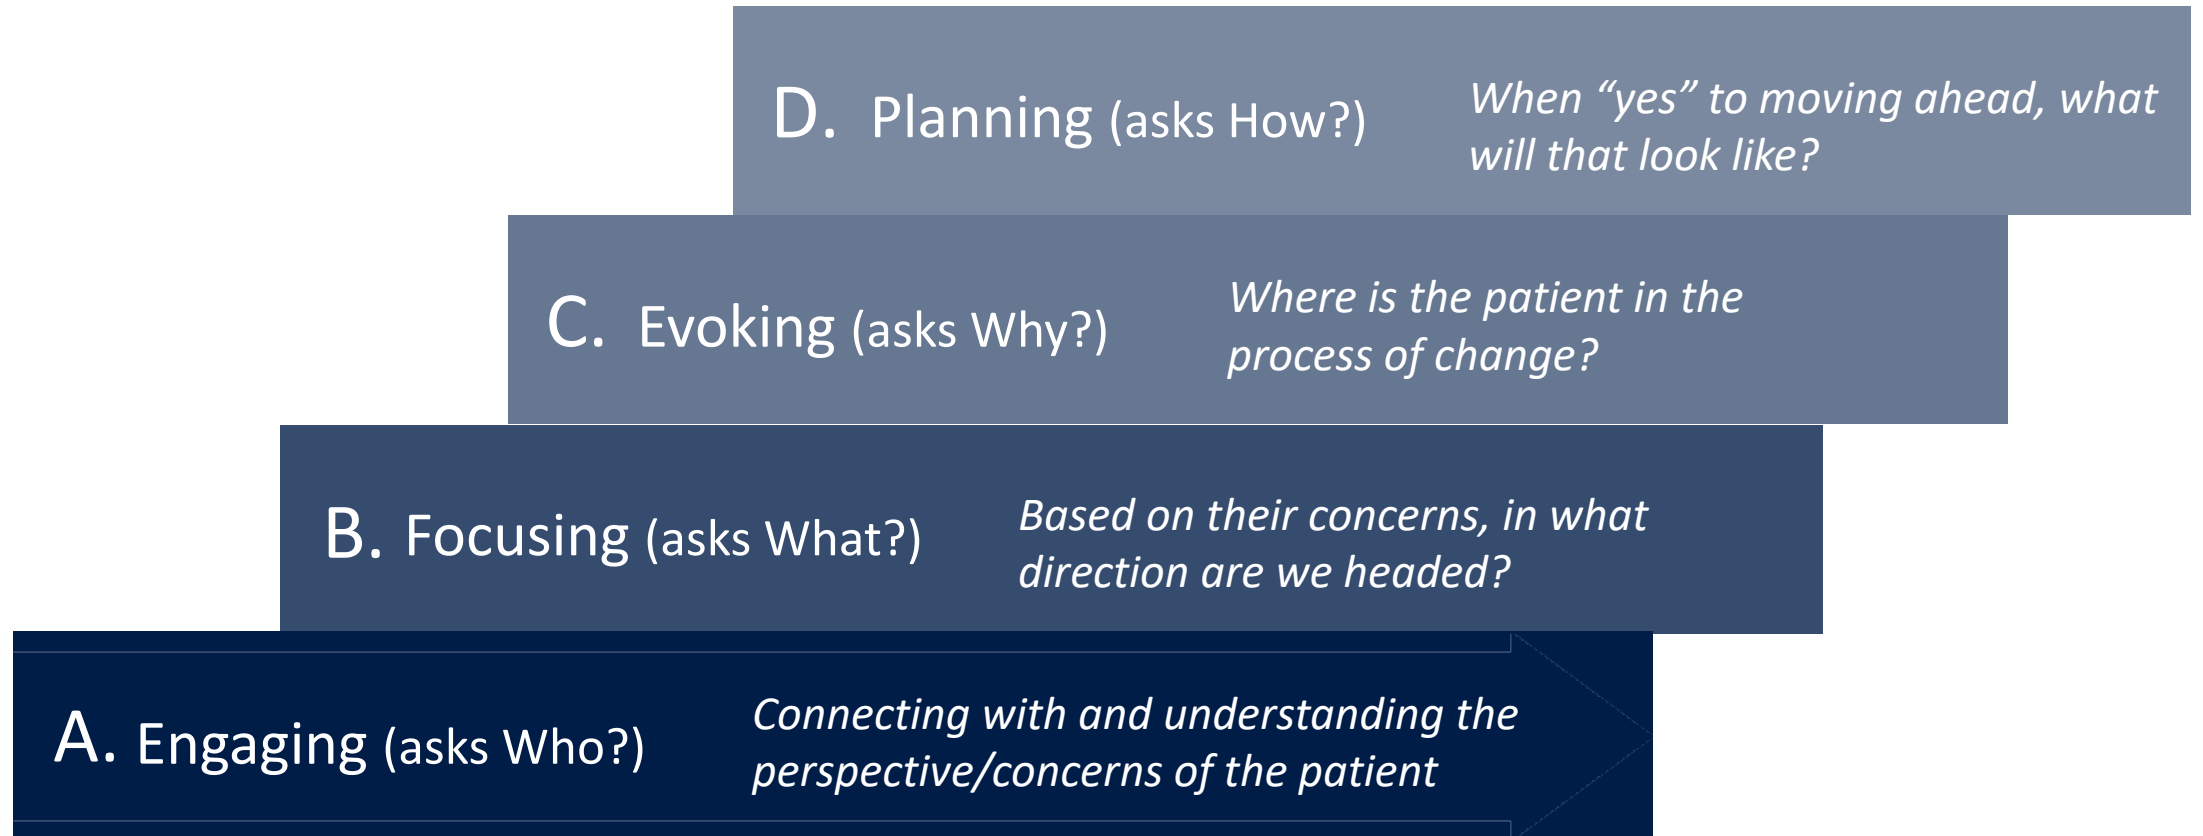 D. Planning (asks How?)
When “yes” to moving ahead, what
will that look like?
C. Evoking (asks Why?)
Where is the patient in the
process of change?
B. Focusing (asks What?)
Based on their concerns, in what
direction are we headed?
A. Engaging (asks Who?)
Connecting with and understanding the
perspective/concerns of the patient